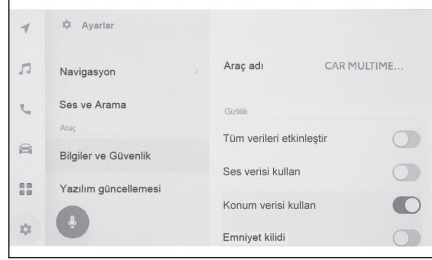 Ayarlar
Navigasyon
Ses ve Arama
Araç
Bilgiler ve Güvenlik
Yazılım güncellemesi
Araç adı CAR MULTIME...
Gizlilik
Tüm verileri etkinleştir
Ses verisi kullan
Konum verisi kullan
Emniyet kilidi